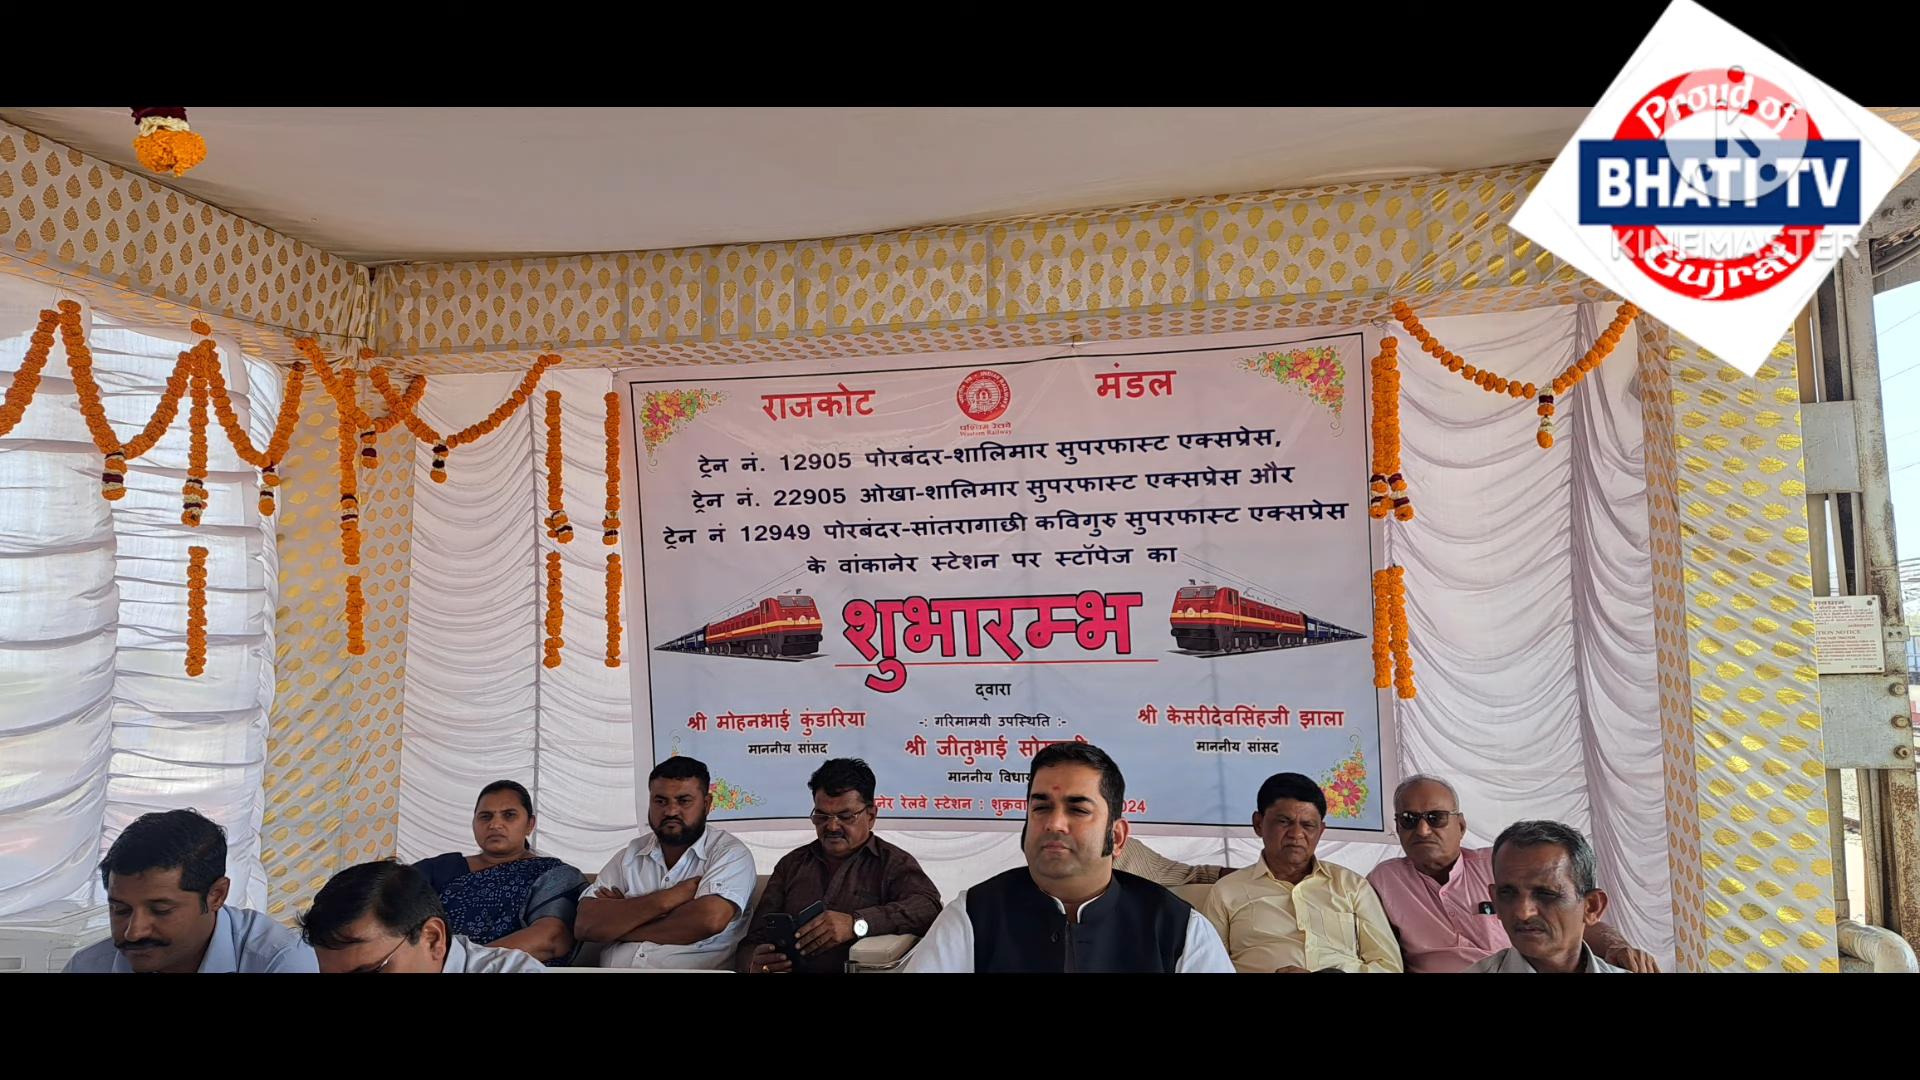 Proud of
BHATI TV
KINEMASTER
Gujrat
राजकोट मंडल
पश्चिम रेलवे
Western Railway
ट्रेन नं. 12905 पोरबंदर-शालिमार सुपरफास्ट एक्सप्रेस,
ट्रेन नं. 22905 ओखा-शालिमार सुपरफास्ट एक्सप्रेस और
ट्रेन नं 12949 पोरबंदर-सांतरागाछी कविगुरु सुपरफास्ट एक्सप्रेस
के वांकानेर स्टेशन पर स्टॉपेज का
शुभारम्भ
द्वारा
श्री मोहनभाई कुंडारिया -: गरिमामयी उपस्थिति :- श्री केसरीदेवसिंहजी झाला
माननीय सांसद श्री जीतुभाई माननीय सांसद
माननीय
रेलवे स्टेशन : 2024